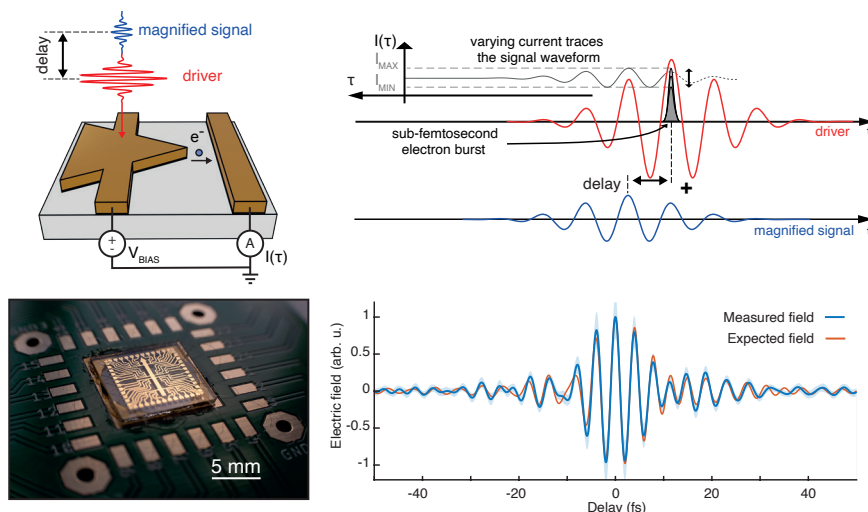 magnified signal
delay
driver
e⁻
+
-
V_BIAS
A
I(τ)
I(τ)
varying current traces
the signal waveform
I_MAX
I_MIN
τ
sub-femtosecond
electron burst
driver
delay
+
magnified signal
GND
5 mm
Measured field
Expected field
Electric field (arb. u.)
1
0.5
0
-0.5
-1
-40
-20
0
20
40
Delay (fs)